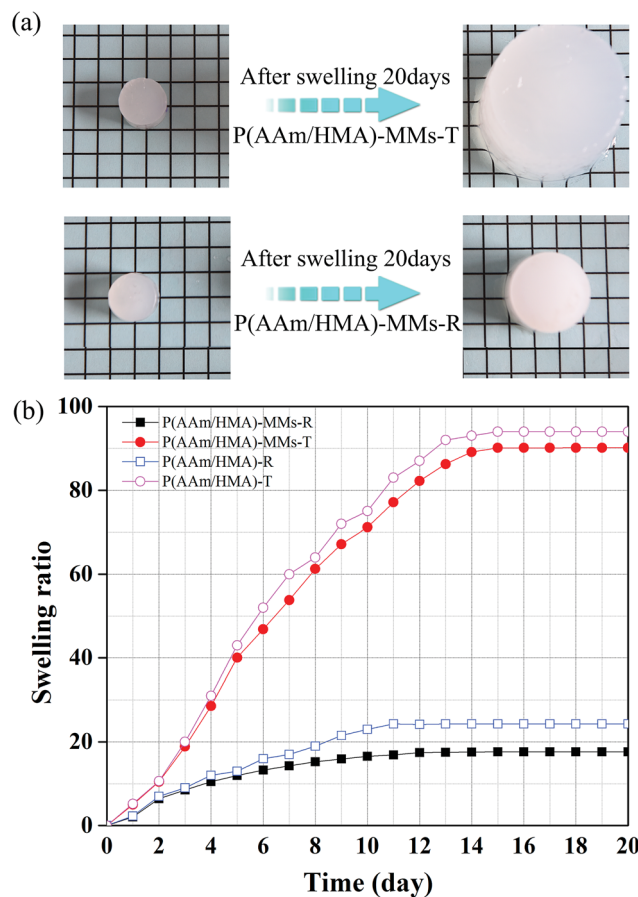 (a)
After swelling 20days
P(AAm/HMA)-MMs-T
After swelling 20days
P(AAm/HMA)-MMs-R
(b)
100
80
60
40
20
0
Swelling ratio
P(AAm/HMA)-MMs-R
P(AAm/HMA)-MMs-T
P(AAm/HMA)-R
P(AAm/HMA)-T
0 2 4 6 8 10 12 14 16 18 20
Time (day)